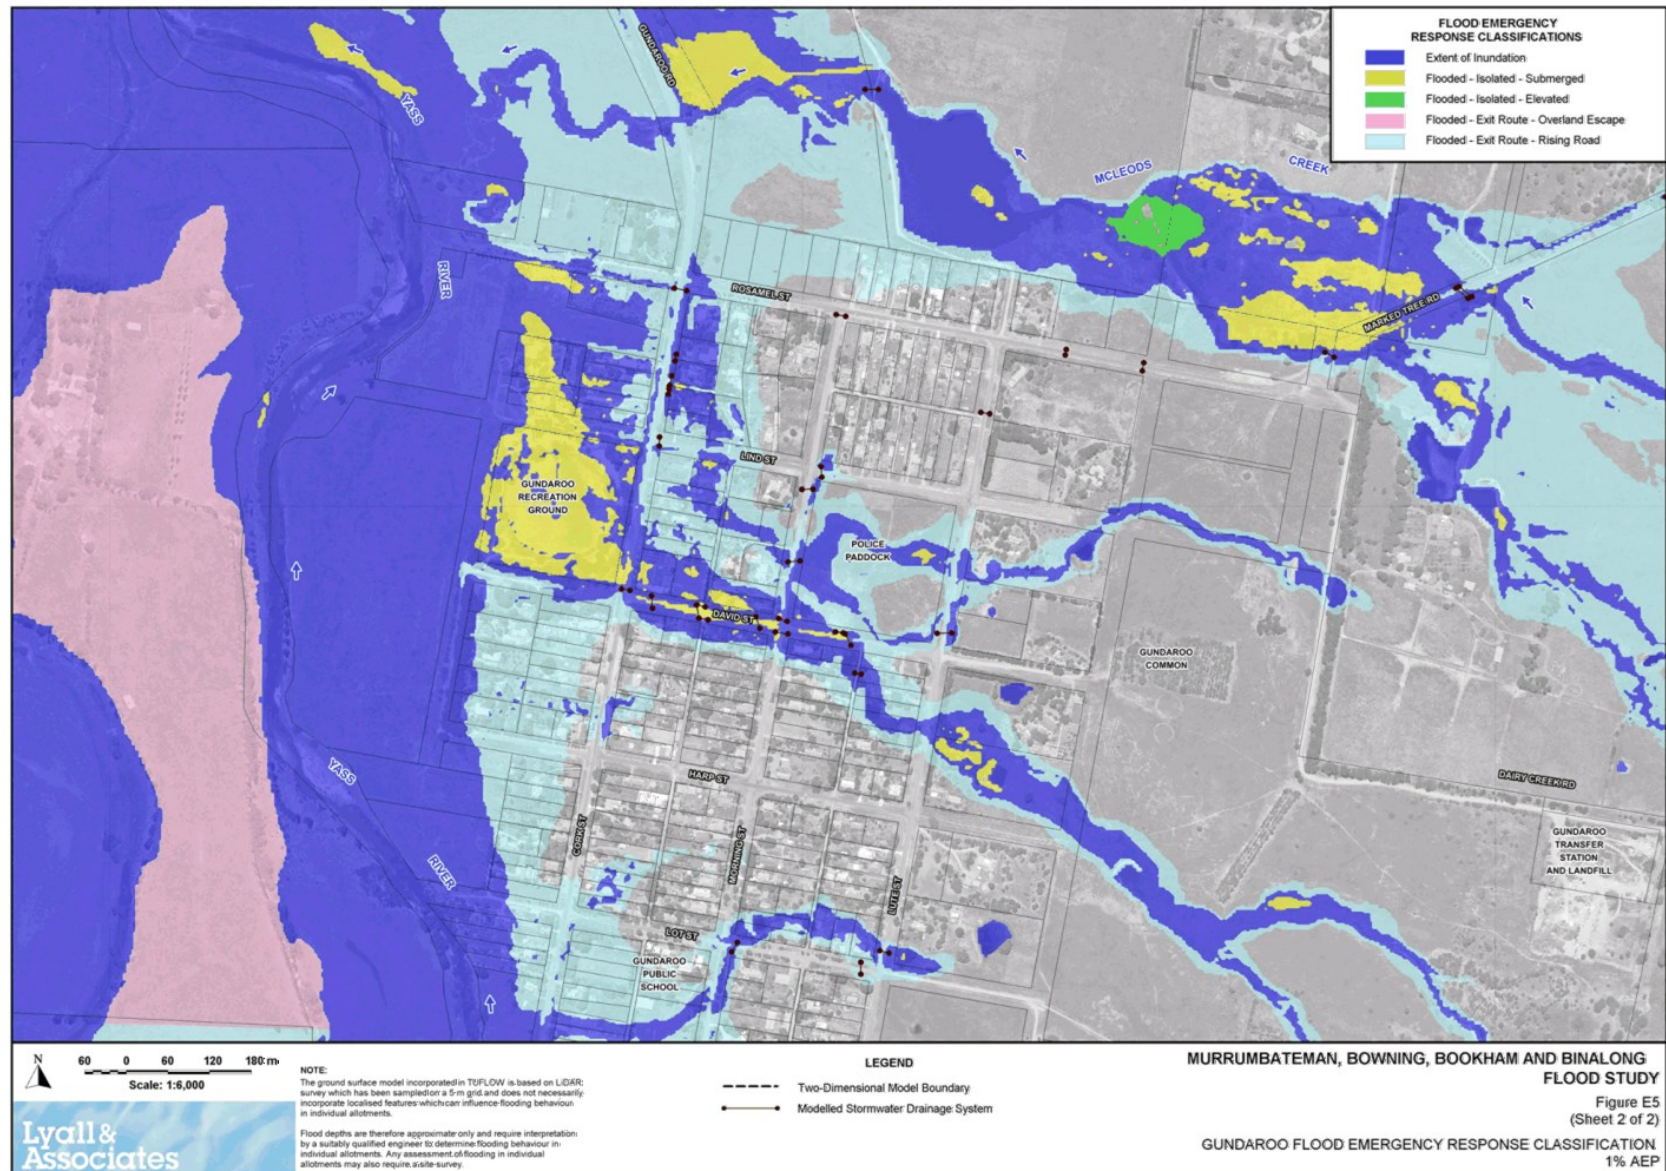 FLOOD EMERGENCY
RESPONSE CLASSIFICATIONS
Extent of Inundation
Flooded - Isolated - Submerged
Flooded - Isolated - Elevated
Flooded - Exit Route - Overland Escape
Flooded - Exit Route - Rising Road
GUNDAROO RD
YASS
MCLEODS
CREEK
RIVER
ROSAMEL ST
MARKED TREE RD
LIND ST
GUNDAROO
RECREATION
GROUND
POLICE
PADDOCK
DAVID ST
GUNDAROO
COMMON
YASS
HARP ST
DAIRY CREEK RD
CORK ST
MORNING ST
LUTE ST
RIVER
GUNDAROO
TRANSFER
STATION
AND LANDFILL
LOT ST
GUNDAROO
PUBLIC
SCHOOL
N
60 0 60 120 180 m
Scale: 1:6,000
Lyall &
Associates
NOTE:
The ground surface model incorporated in TUFLOW is based on LiDAR
survey which has been sampled on a 5 m grid and does not necessarily
incorporate localised features which can influence flooding behaviour
in individual allotments.
Flood depths are therefore approximate only and require interpretation
by a suitably qualified engineer to determine flooding behaviour in
individual allotments. Any assessment of flooding in individual
allotments may also require a site survey.
LEGEND
Two-Dimensional Model Boundary
Modelled Stormwater Drainage System
MURRUMBATEMAN, BOWNING, BOOKHAM AND BINALONG
FLOOD STUDY
Figure E5
(Sheet 2 of 2)
GUNDAROO FLOOD EMERGENCY RESPONSE CLASSIFICATION
1% AEP